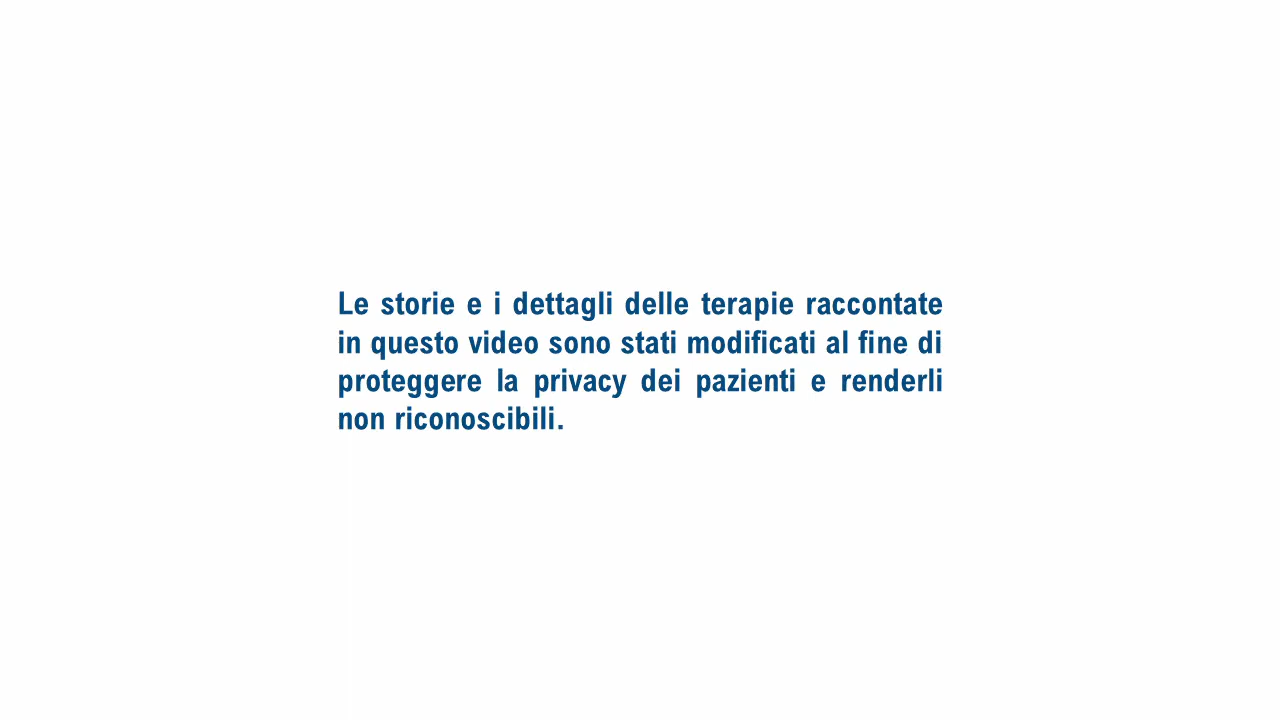 Le storie e i dettagli delle terapie raccontate
in questo video sono stati modificati al fine di
proteggere la privacy dei pazienti e renderli
non riconoscibili.